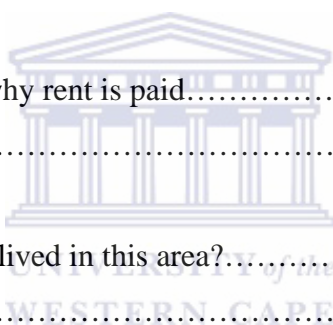 why rent is paid……………
……………………………
lived in this area?………
UNIVERSITY of the
WESTERN CAPE
……………………………